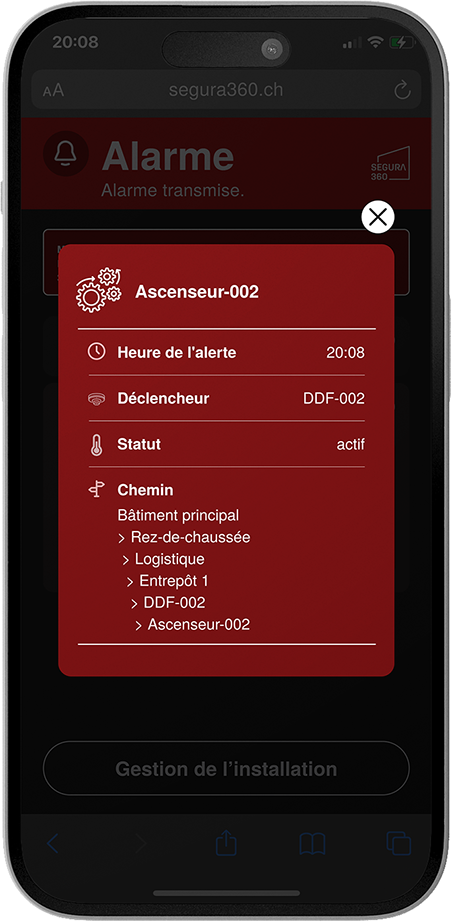 20:08
AA
segura360.ch
Alarme
Alarme transmise.
SEGURA
360
Ascenseur-002
Heure de l'alerte 20:08
Déclencheur DDF-002
Statut actif
Chemin
Bâtiment principal
> Rez-de-chaussée
> Logistique
> Entrepôt 1
> DDF-002
> Ascenseur-002
Gestion de l’installation